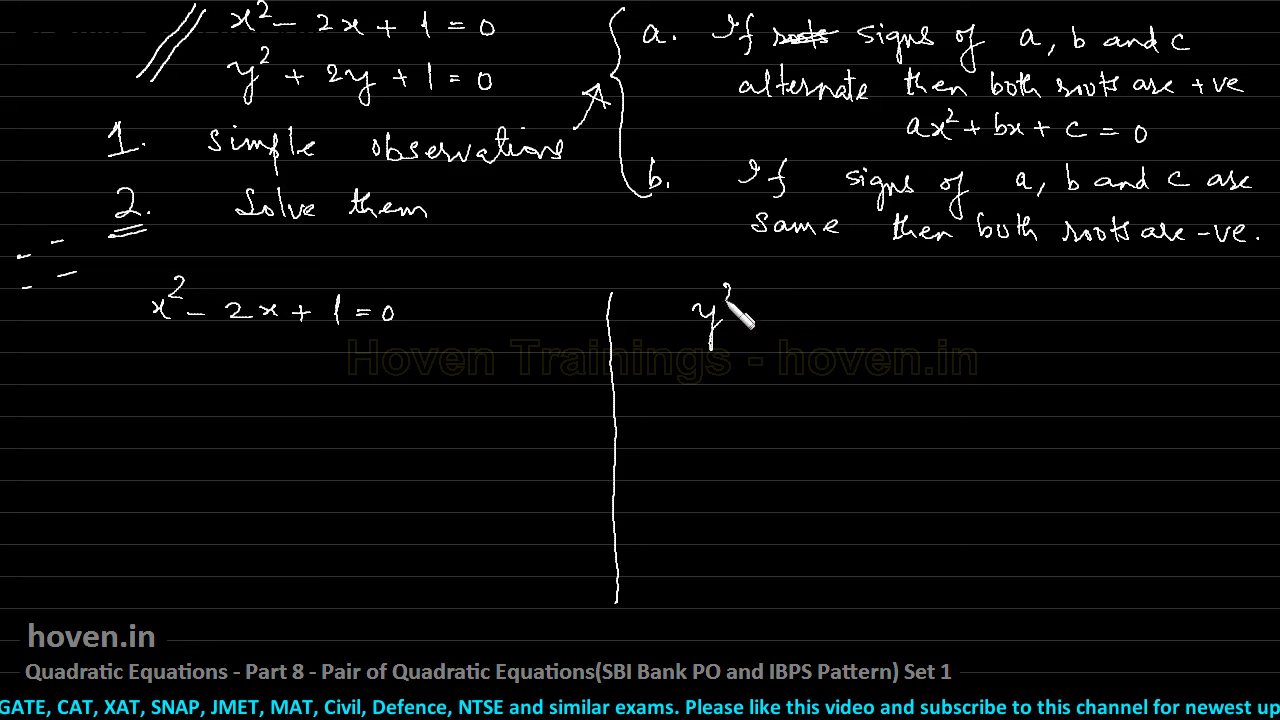 x² - 2x + 1 = 0
y² + 2y + 1 = 0
1. Simple observations
2. Solve them
a. If signs of a, b and c
alternate then both roots are +ve
ax² + bx + c = 0
b. If signs of a, b and c are
same then both roots are -ve.
x² - 2x + 1 = 0
y²
Hoven Trainings - hoven.in
hoven.in
Quadratic Equations - Part 8 - Pair of Quadratic Equations(SBI Bank PO and IBPS Pattern) Set 1
GATE, CAT, XAT, SNAP, JMET, MAT, Civil, Defence, NTSE and similar exams. Please like this video and subscribe to this channel for newest up